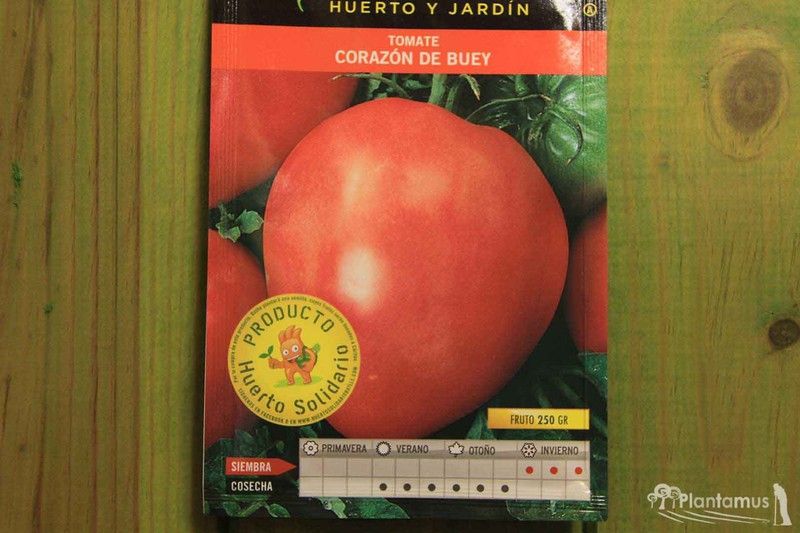 HUERTO Y JARDÍN
A
TOMATE
CORAZÓN DE BUEY
PRODUCTO
Huerto Solidario
FRUTO 250 GR
PRIMAVERA VERANO OTOÑO INVIERNO
SIEMBRA
COSECHA
Plantamus